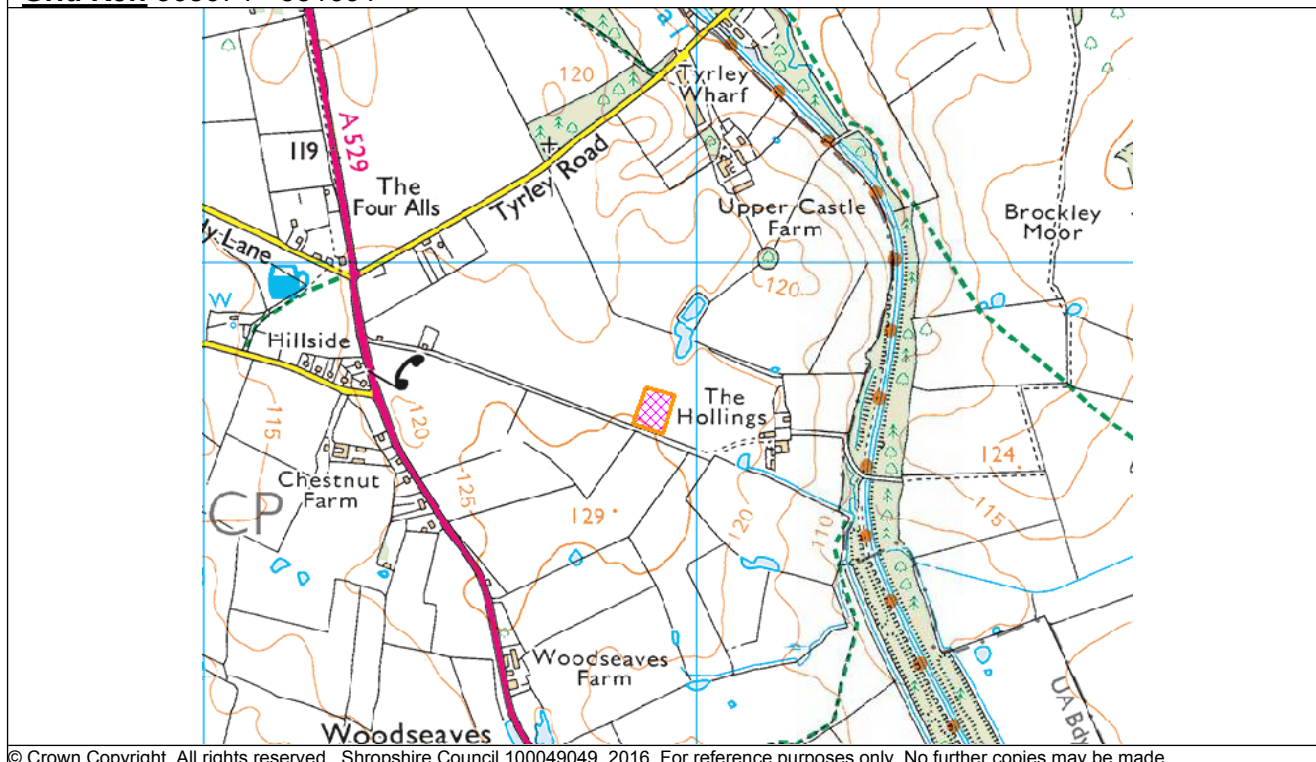 A529
119
The
Four Alls
120
Tyrley
Wharf
Tyrley Road
Upper Castle
Farm
Brockley
Moor
dy Lane
W
Hillside
120
The
Hollings
115
120
Chestnut
Farm
125
CP
129
120
110
124
115
Woodseaves
Farm
Woodseaves
UA Bdy
© Crown Copyright. All rights reserved. Shropshire Council 100049049. 2016 For reference purposes only. No further copies may be made.